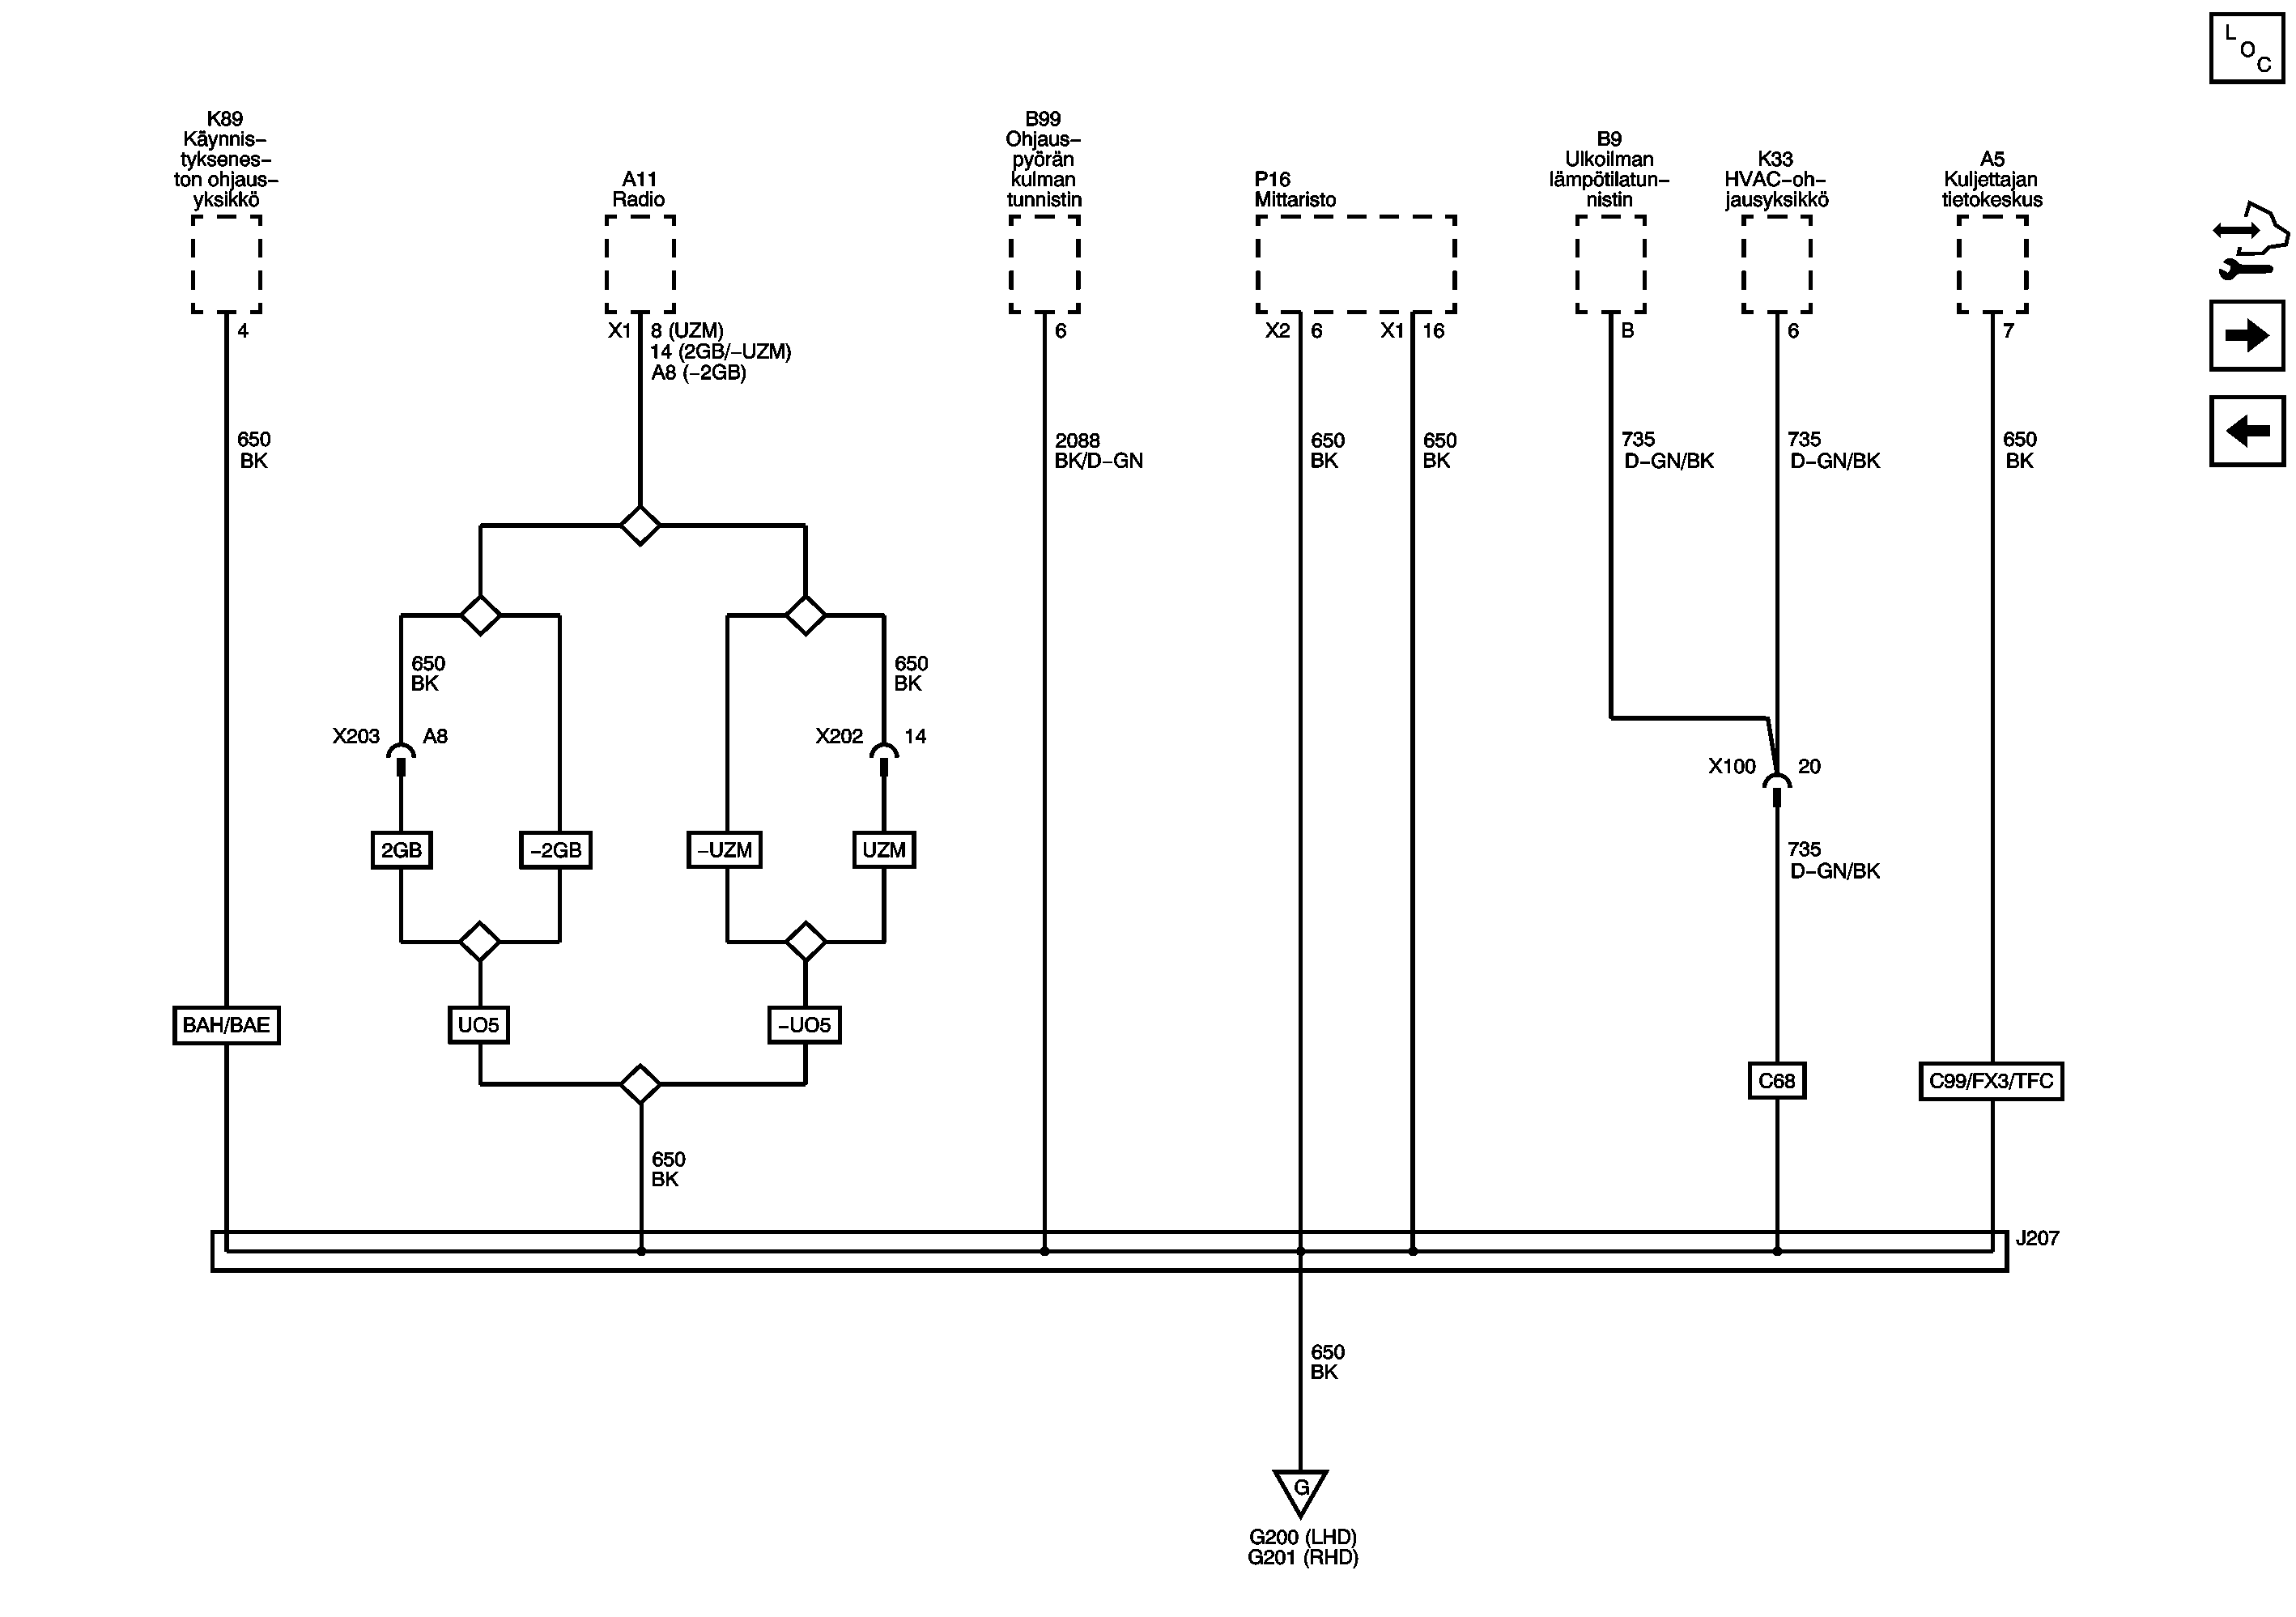 L
O
C
K89
Käynnis–
tyksenes–
ton ohjaus–
yksikkö
A11
Radio
B99
Ohjaus–
pyörän
kulman
tunnistin
P16
Mittaristo
B9
Ulkoilman
lämpötilatun–
nistin
K33
HVAC–oh–
jausyksikkö
A5
Kuljettajan
tietokeskus
4
X1
8 (UZM)
14 (2GB/–UZM)
A8 (–2GB)
6
X2
6
X1
16
B
6
7
650
BK
2088
BK/D–GN
650
BK
650
BK
735
D–GN/BK
735
D–GN/BK
650
BK
650
BK
650
BK
X203
A8
X202
14
X100
20
2GB
–2GB
–UZM
UZM
735
D–GN/BK
BAH/BAE
UO5
–UO5
C68
C99/FX3/TFC
650
BK
J207
650
BK
G
G200 (LHD)
G201 (RHD)